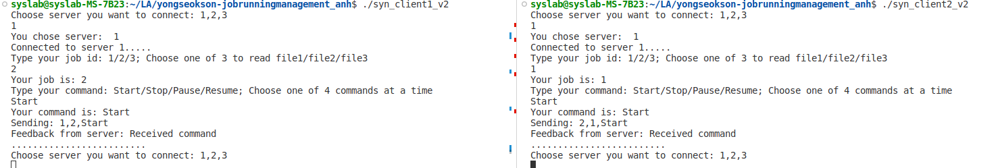 syslab@syslab-MS-7B23:~/LA/yongseokson-jobrunningmanagement_anh$ ./syn_client1_v2
Choose server you want to connect: 1,2,3
1
You chose server:  1
Connected to server 1.....
Type your job id: 1/2/3; Choose one of 3 to read file1/file2/file3
2
Your job is: 2
Type your command: Start/Stop/Pause/Resume; Choose one of 4 commands at a time
Start
Your command is: Start
Sending: 1,2,Start
Feedback from server: Received command
.........................
Choose server you want to connect: 1,2,3
syslab@syslab-MS-7B23:~/LA/yongseokson-jobrunningmanagement_anh$ ./syn_client2_v2
Choose server you want to connect: 1,2,3
1
You chose server:  1
Connected to server 1.....
Type your job id: 1/2/3; Choose one of 3 to read file1/file2/file3
1
Your job is: 1
Type your command: Start/Stop/Pause/Resume; Choose one of 4 commands at a time
Start
Your command is: Start
Sending: 2,1,Start
Feedback from server: Received command
.........................
Choose server you want to connect: 1,2,3